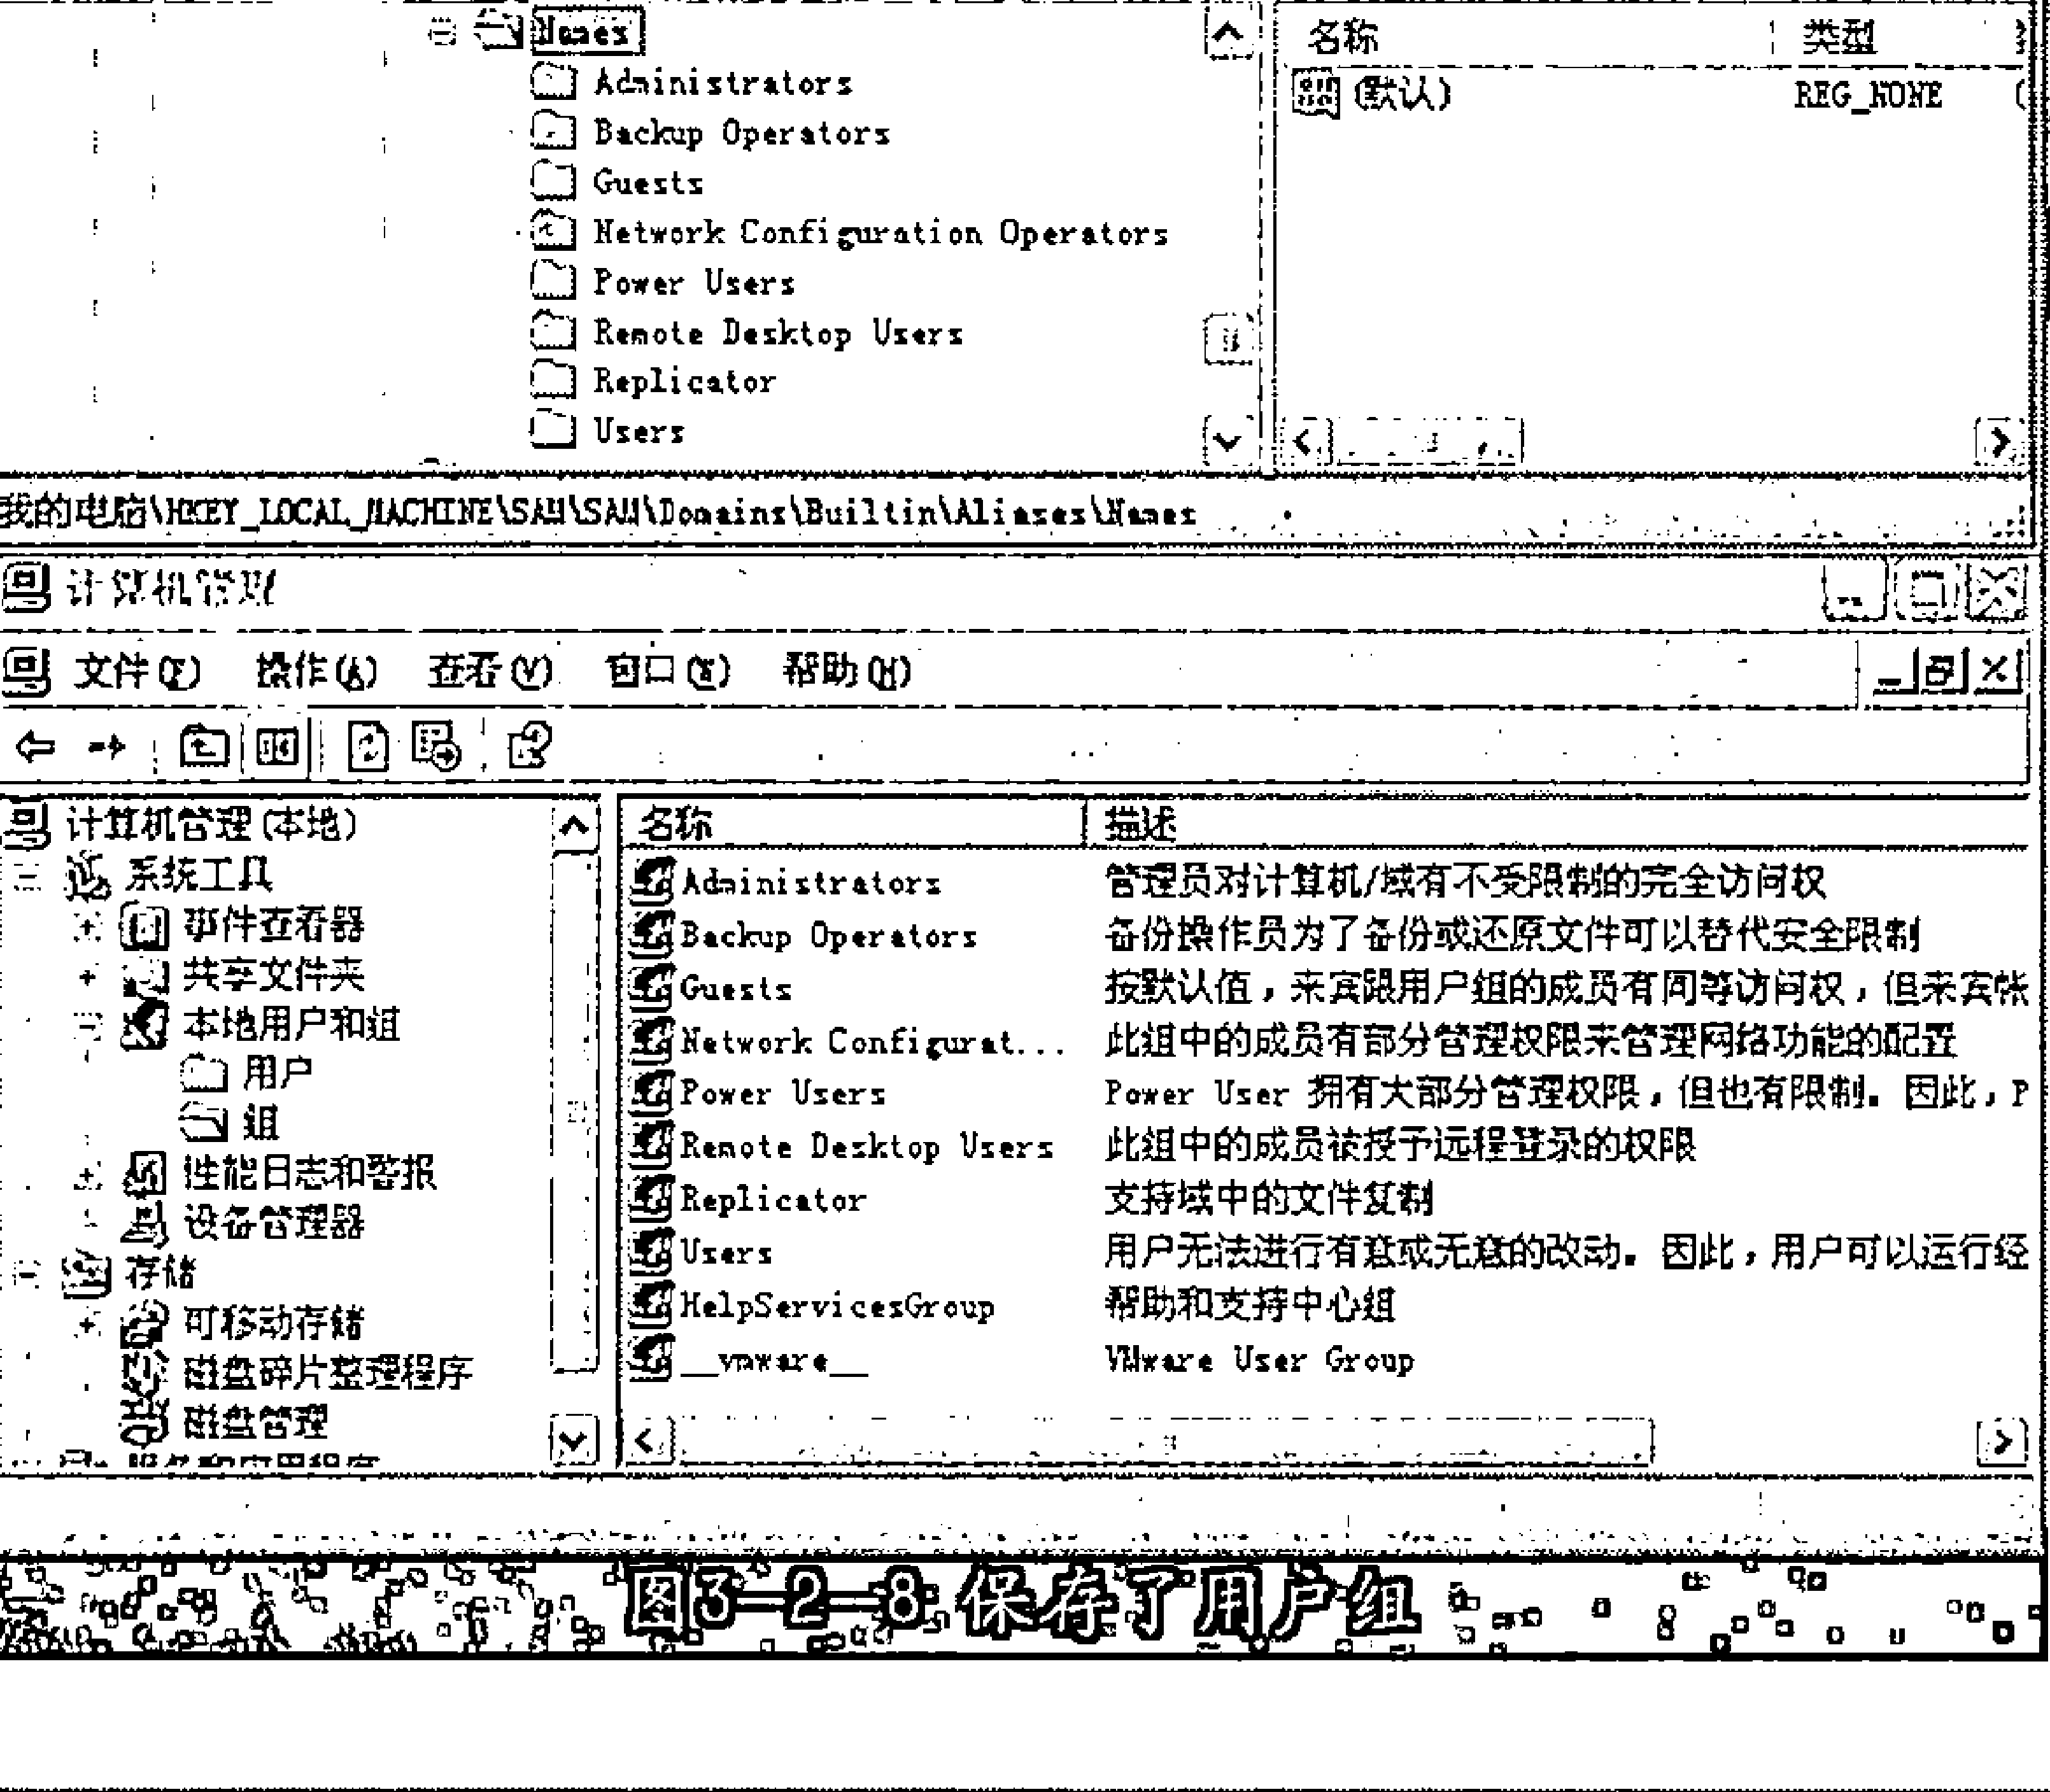 Names
Administrators
Backup Operators
Guests
Network Configuration Operators
Power Users
Remote Desktop Users
Replicator
Users
名称 类型
(默认) REG_NONE
我的电脑\HKEY_LOCAL_MACHINE\SAM\SAM\Domains\Builtin\Aliases\Names
计算机管理
文件(F) 操作(A) 查看(V) 窗口(W) 帮助(H)
计算机管理(本地)
系统工具
事件查看器
共享文件夹
本地用户和组
用户
组
性能日志和警报
设备管理器
存储
可移动存储
磁盘碎片整理程序
磁盘管理
名称 描述
Administrators 管理员对计算机/域有不受限制的完全访问权
Backup Operators 备份操作员为了备份或还原文件可以替代安全限制
Guests 按默认值，来宾跟用户组的成员有同等访问权，但来宾帐
Network Configurat... 此组中的成员有部分管理权限来管理网络功能的配置
Power Users Power User 拥有大部分管理权限，但也有限制。因此，P
Remote Desktop Users 此组中的成员被授予远程登录的权限
Replicator 支持域中的文件复制
Users 用户无法进行有意或无意的改动。因此，用户可以运行经
HelpServicesGroup 帮助和支持中心组
__vmware__ VMware User Group
图3—2—8 保存了用户组